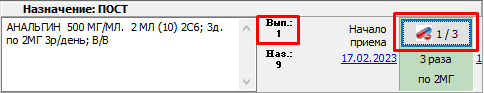 Назначение: ПОСТ
АНАЛЬГИН 500 МГ/МЛ. 2 МЛ (10) 2С6; 3д.
по 2МГ 3р/день; В/В
Вып.:
1
Наз.:
9
Начало
приема
17.02.2023
1 / 3
3 раза
по 2МГ
1